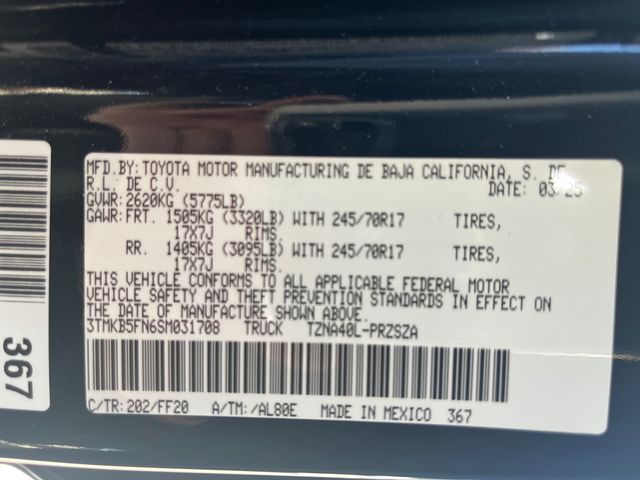 MFD.BY:TOYOTA MOTOR MANUFACTURING DE BAJA CALIFORNIA, S. DE
R.L. DE C.V. DATE: 03/25
GVWR:2620KG (5775LB)
GAWR:FRT. 1505KG (3320LB) WITH 245/70R17 TIRES,
17X7J RIMS.
RR. 1405KG (3095LB) WITH 245/70R17 TIRES,
17X7J RIMS.
THIS VEHICLE CONFORMS TO ALL APPLICABLE FEDERAL MOTOR
VEHICLE SAFETY AND THEFT PREVENTION STANDARDS IN EFFECT ON
THE DATE OF MANUFACTURE SHOWN ABOVE.
3TMKB5FN6SM031708 TRUCK TZNA40L-PRZSZA
C/TR:202/FF20 A/TM:/AL80E MADE IN MEXICO 367
367